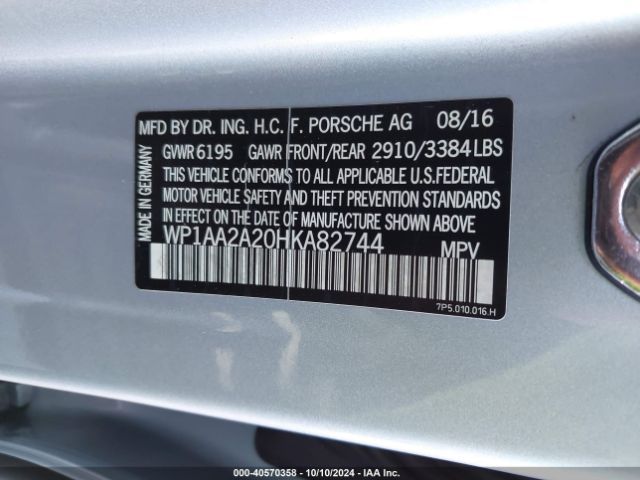 MADE IN GERMANY
MFD BY DR. ING. H.C. F. PORSCHE AG 08/16
GVWR 6195 GAWR FRONT/REAR 2910/3384 LBS
THIS VEHICLE CONFORMS TO ALL APPLICABLE U.S.FEDERAL
MOTOR VEHICLE SAFETY AND THEFT PREVENTION STANDARDS
IN EFFECT ON THE DATE OF MANUFACTURE SHOWN ABOVE
WP1AA2A20HKA82744 MPV
7P5.010.016 H
000-40570358 - 10/10/2024 - IAA Inc.